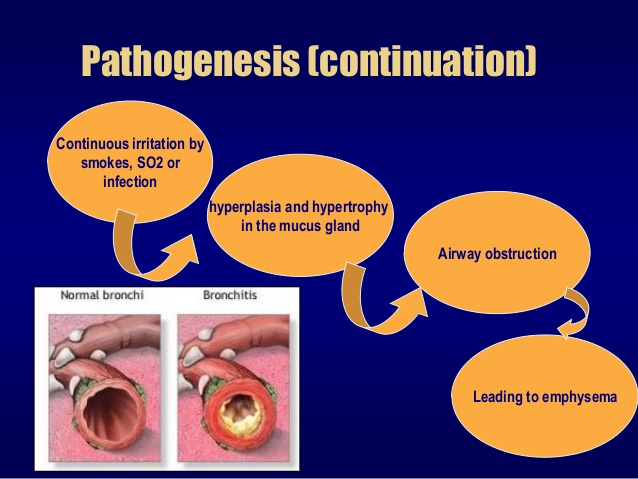 Pathogenesis (continuation)
Continuous irritation by
smokes, SO2 or
infection
hyperplasia and hypertrophy
in the mucus gland
Airway obstruction
Leading to emphysema
Normal bronchi
Bronchitis